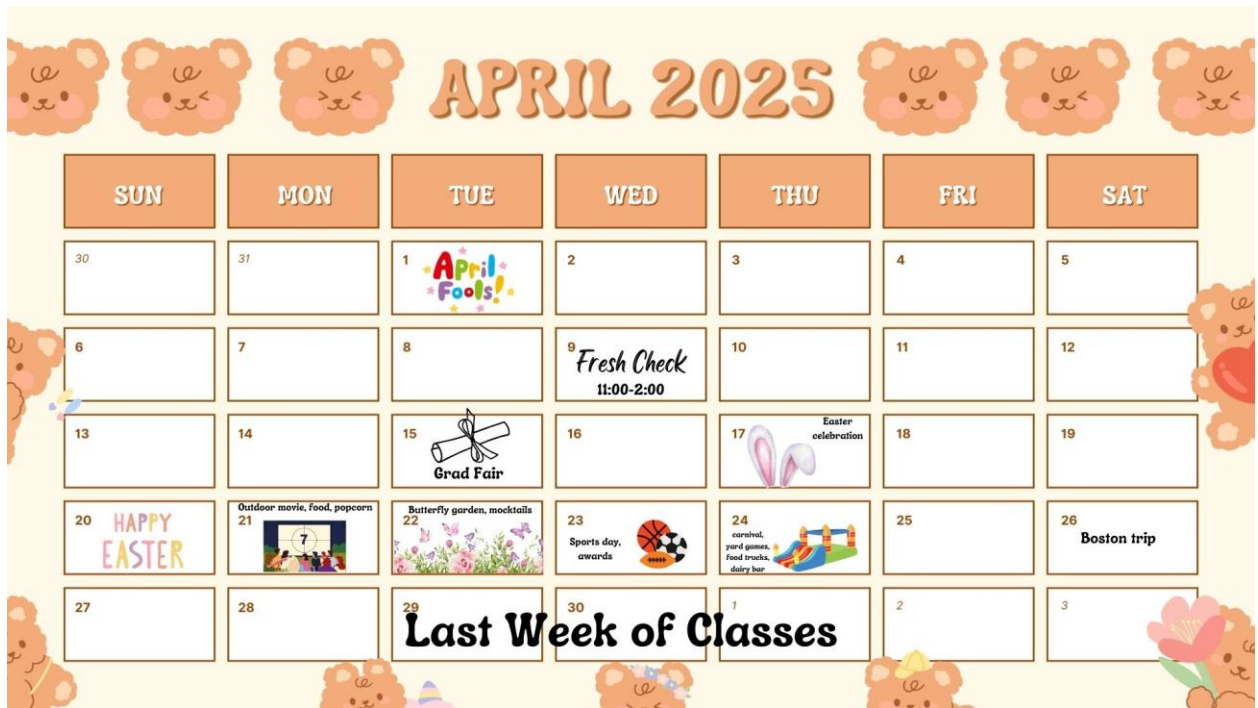 APRIL 2025
SUN MON TUE WED THU FRI SAT
30
31
1
April
Fools!
2
3
4
5
6
7
8
9
Fresh Check
11:00-2:00
10
11
12
13
14
15
Grad Fair
16
17
Easter
celebration
18
19
20
HAPPY
EASTER
Outdoor movie, food, popcorn
21
7
Butterfly garden, mocktails
22
23
Sports day,
awards
24
carnival,
yard games,
food trucks,
dairy bar
25
26
Boston trip
27
28
29
30
1
2
3
Last Week of Classes